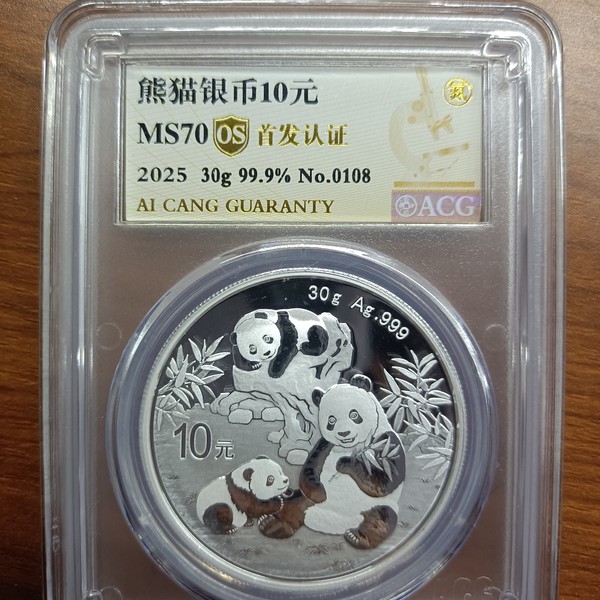 熊猫银币10元
氮
MS70 OS 首发认证
2025 30g 99.9% No.0108
AI CANG GUARANTY
ACG
30g Ag.999
10元